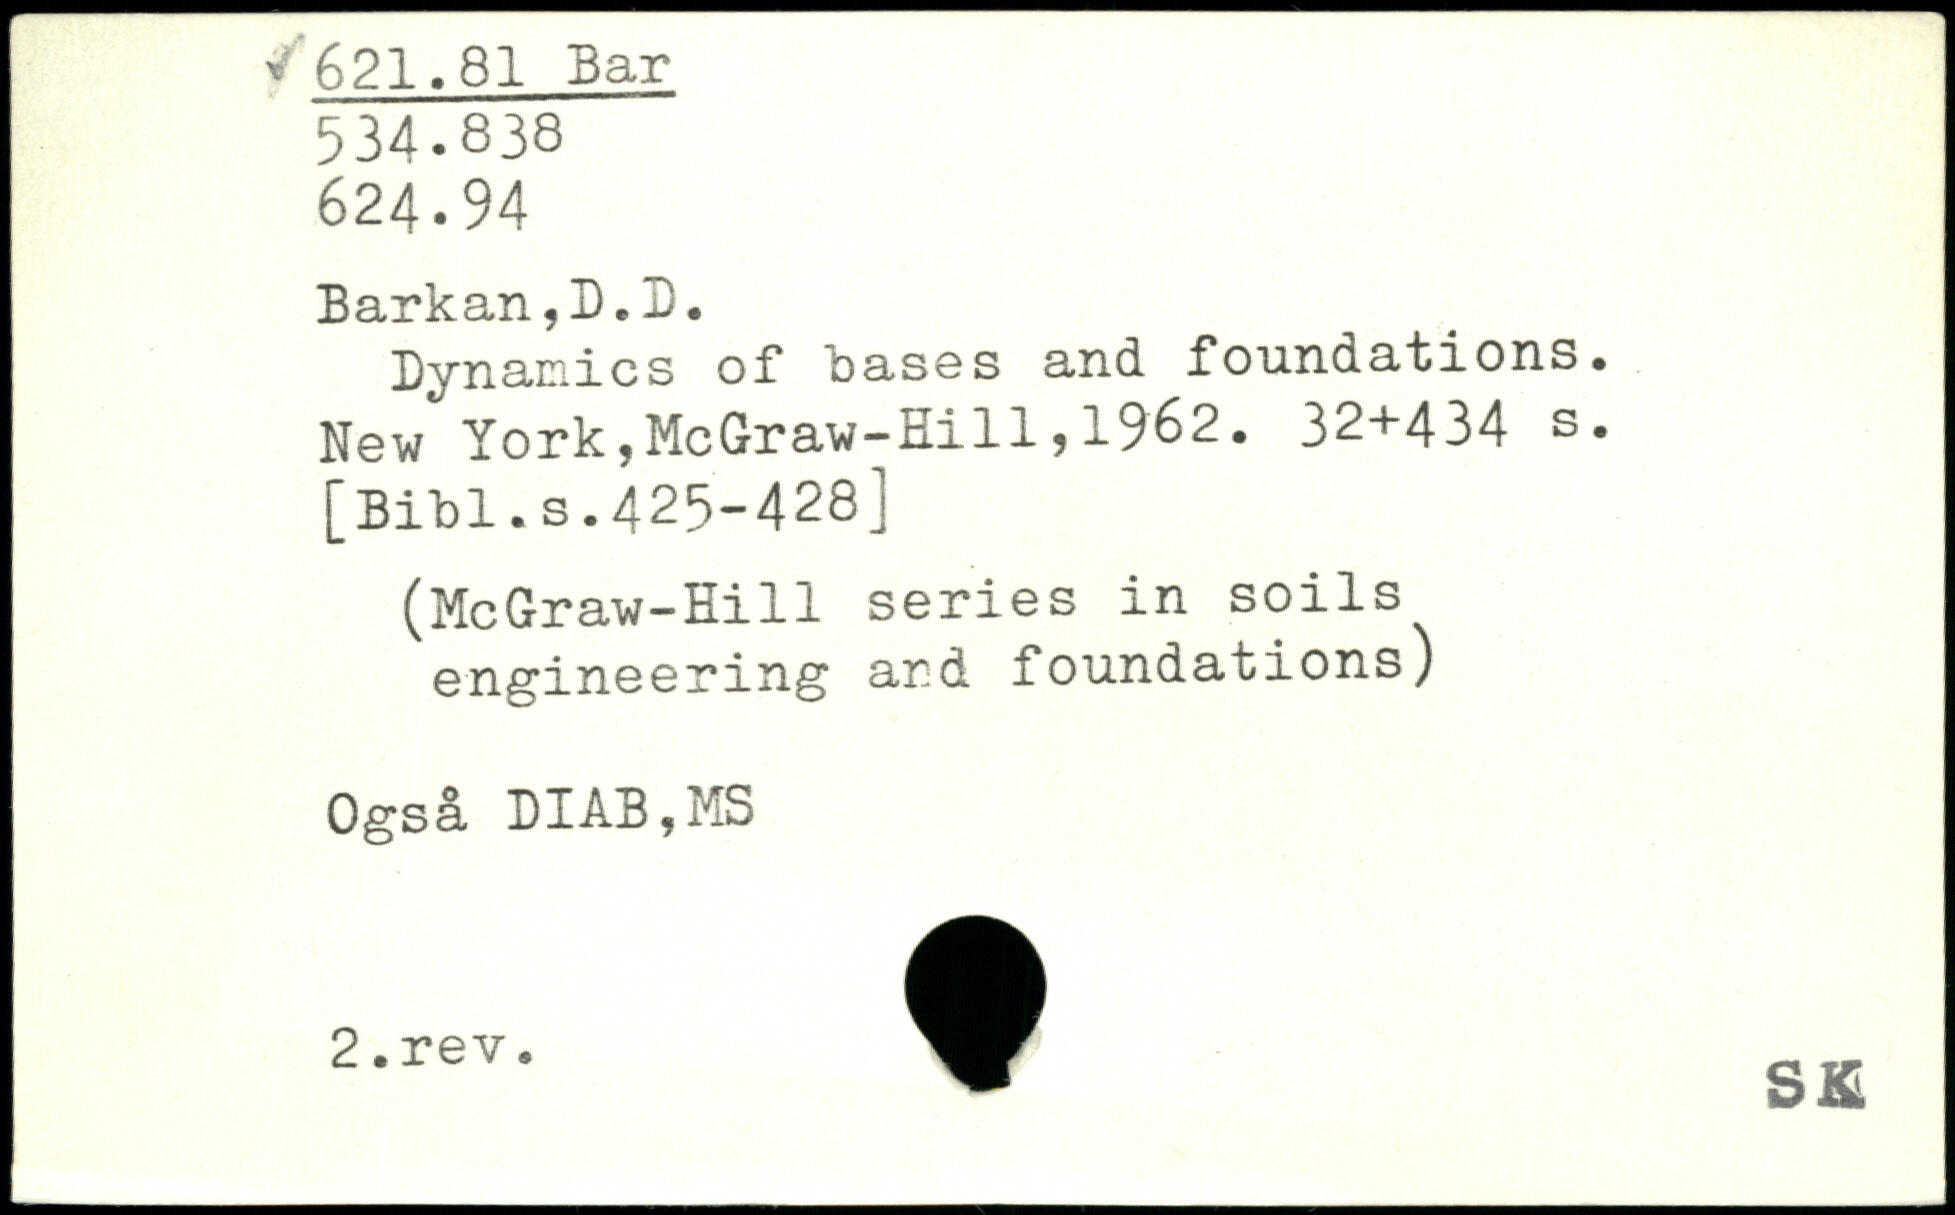 621.81 Bar
534.838
624.94
Barkan,D.D.
Dynamics of bases and foundations.
New York,McGraw-Hill,1962. 32+434 s.
[Bibl.s.425-428]
(McGraw-Hill series in soils
engineering and foundations)
Også DIAB,MS
2.rev.
SK